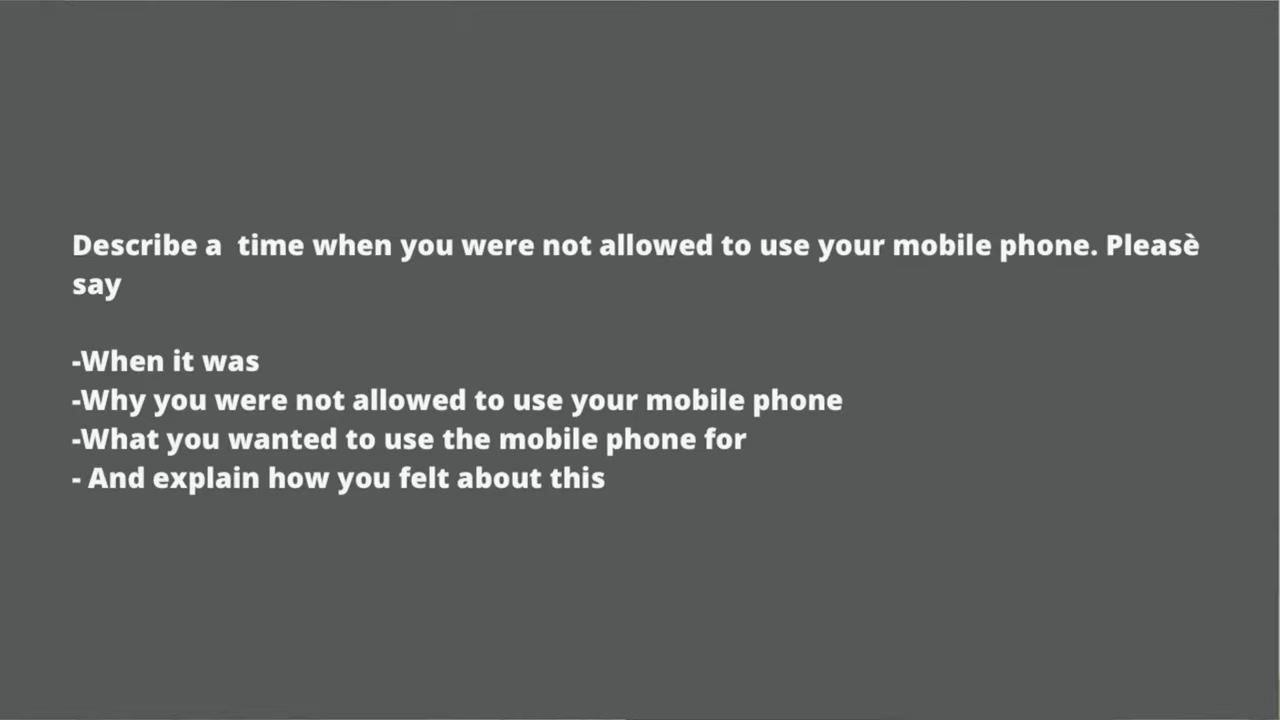 Describe a  time when you were not allowed to use your mobile phone. Pleasè
say
-When it was
-Why you were not allowed to use your mobile phone
-What you wanted to use the mobile phone for
- And explain how you felt about this